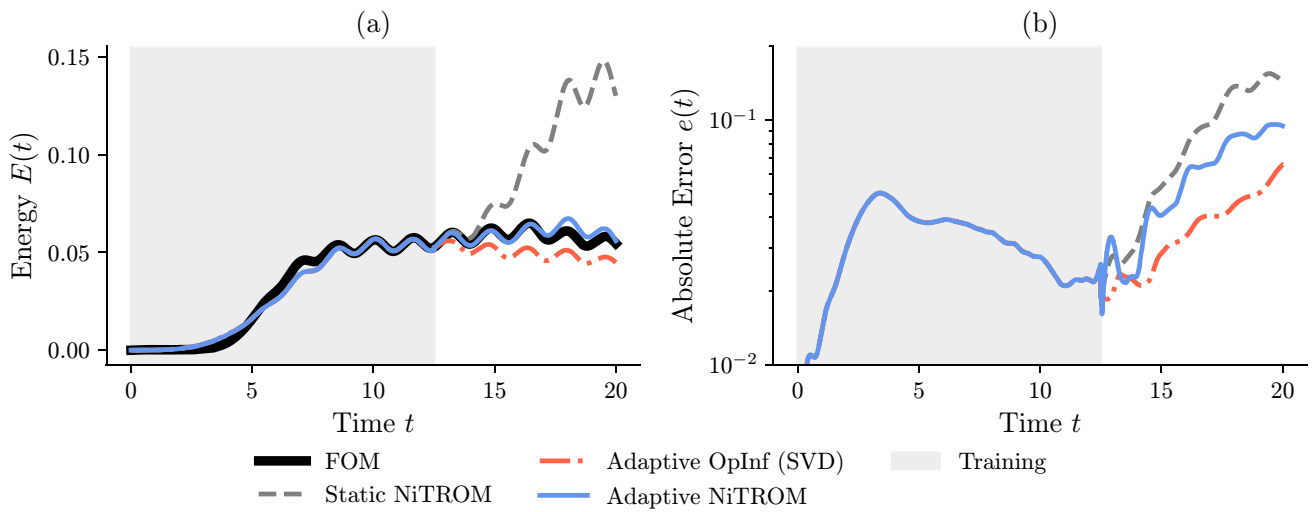 (a)
Energy E(t)
0.15
0.10
0.05
0.00
0 5 10 15 20
Time t
(b)
Absolute Error e(t)
10⁻¹
10⁻²
0 5 10 15 20
Time t
FOM
Static NiTROM
Adaptive OpInf (SVD)
Adaptive NiTROM
Training